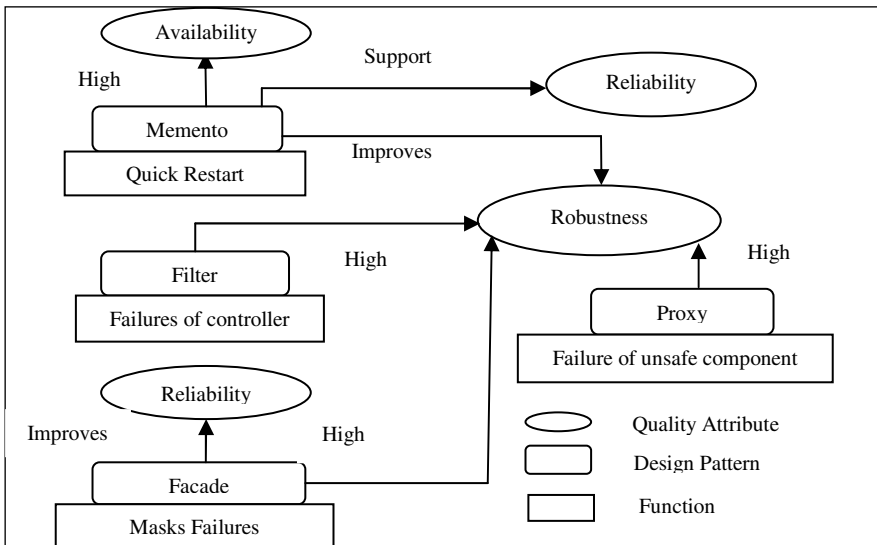 Availability
Support
High
Reliability
Memento
Improves
Quick Restart
Robustness
High
High
Filter
Failures of controller
Proxy
Failure of unsafe component
Reliability
Improves
High
Quality Attribute
Facade
Design Pattern
Masks Failures
Function